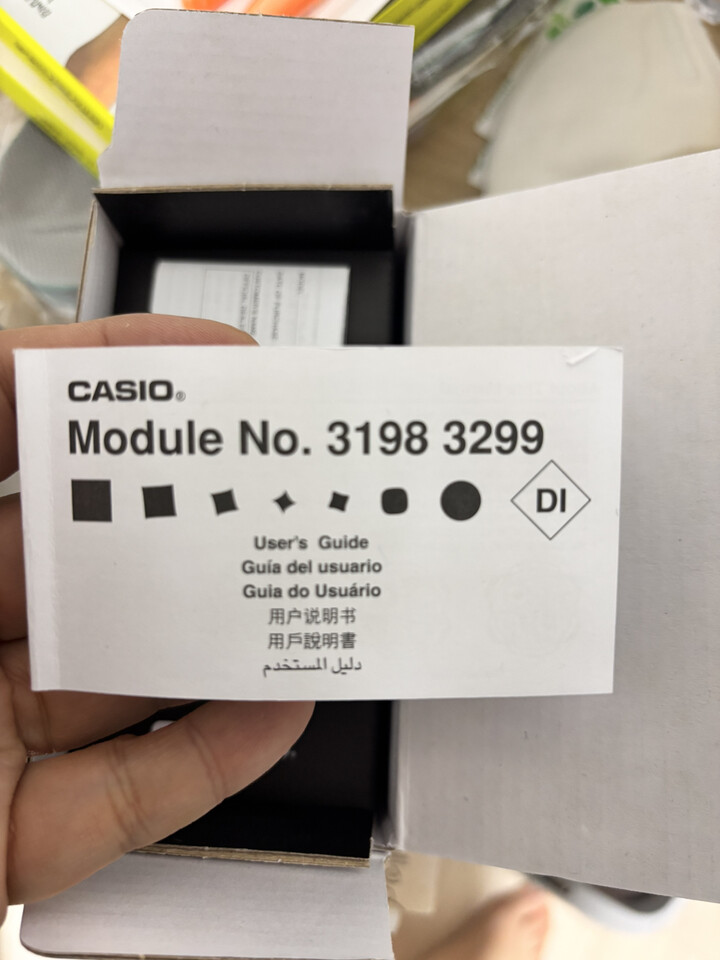 CASIO®
Module No. 3198 3299
DI
User's Guide
Guía del usuario
Guia do Usuário
用户说明书
用戶說明書
دليل المستخدم